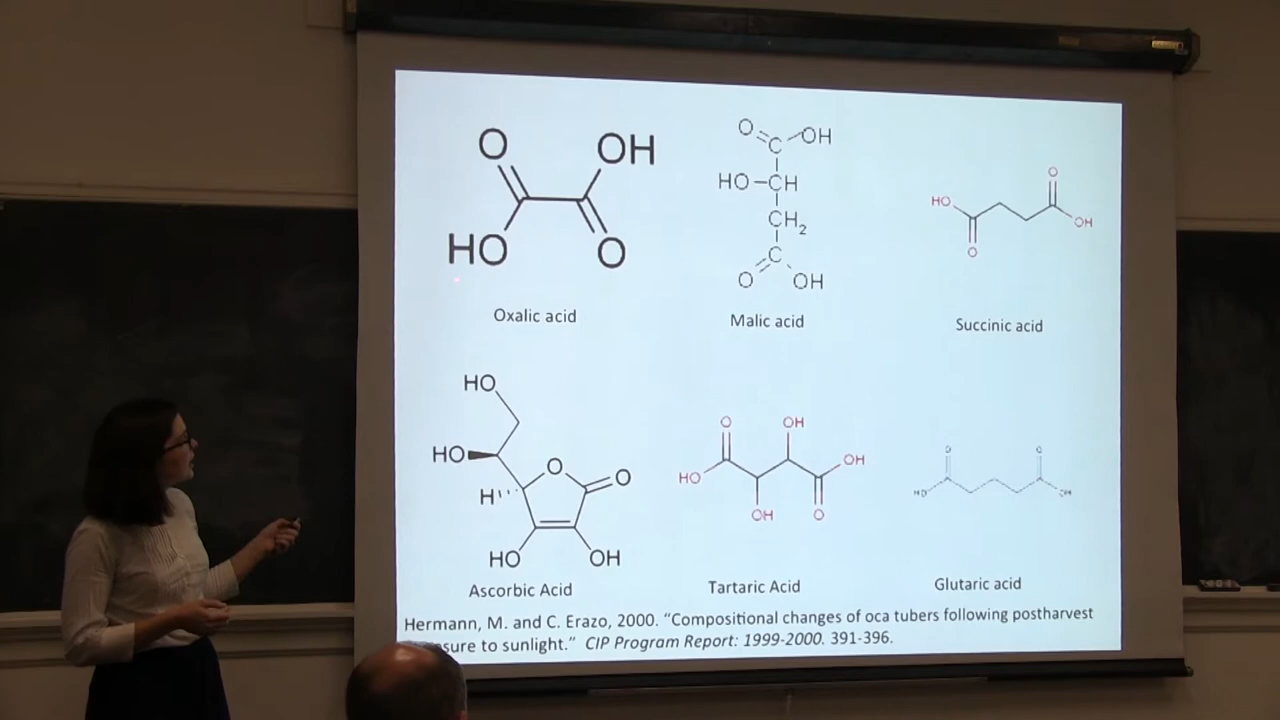 O OH
HO O
Oxalic acid
O C OH
HO CH
CH2
C
O OH
Malic acid
O
HO OH
O
Succinic acid
HO
HO O O
H
HO OH
Ascorbic Acid
O OH
HO OH
OH O
Tartaric Acid
O O
HO OH
Glutaric acid
Hermann, M. and C. Erazo, 2000. “Compositional changes of oca tubers following postharvest
sure to sunlight.” CIP Program Report: 1999-2000. 391-396.